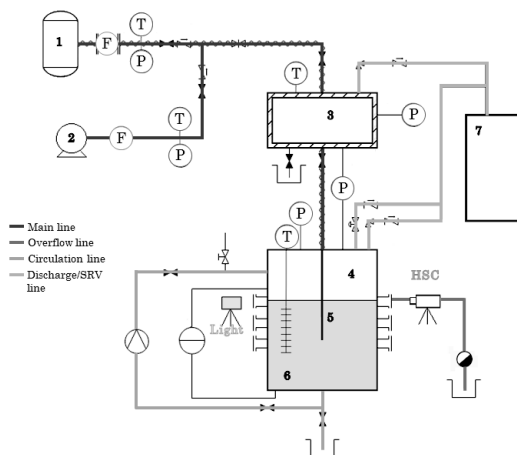 T
1
F
P
T
3
P
7
T
2
F
P
P
P
T
4
HSC
Main line
Overflow line
Circulation line
Discharge/SRV
line
Light
5
6